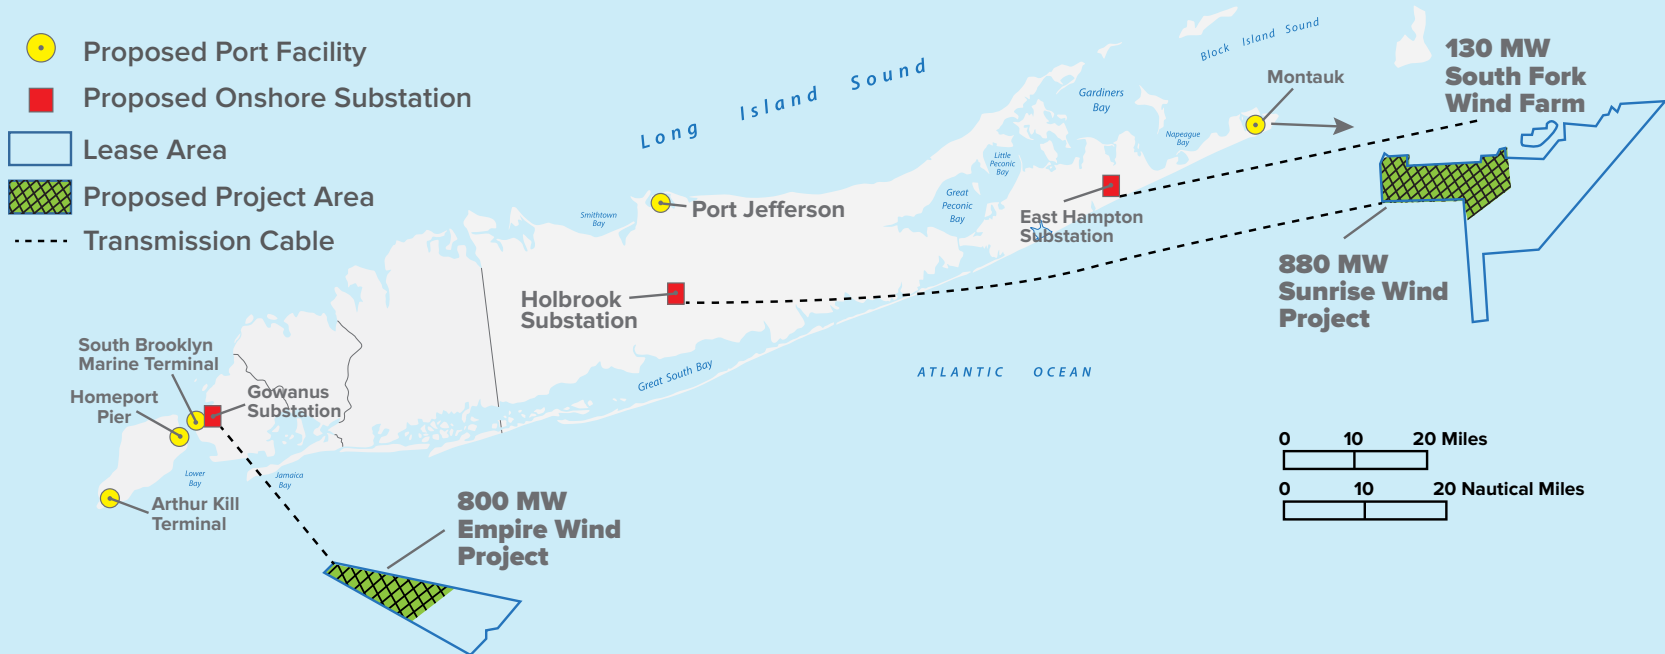 Proposed Port Facility
Proposed Onshore Substation
Lease Area
Proposed Project Area
Transmission Cable
Long Island Sound
Block Island Sound
130 MW
South Fork
Wind Farm
Montauk
Gardiners
Bay
Napeague
Bay
Little
Peconic
Bay
Great
Peconic
Bay
East Hampton
Substation
Smithtown
Bay
Port Jefferson
Holbrook
Substation
880 MW
Sunrise Wind
Project
South Brooklyn
Marine Terminal
Homeport
Pier
Gowanus
Substation
Great South Bay
ATLANTIC OCEAN
Lower
Bay
Jamaica
Bay
Arthur Kill
Terminal
800 MW
Empire Wind
Project
0 10 20 Miles
0 10 20 Nautical Miles